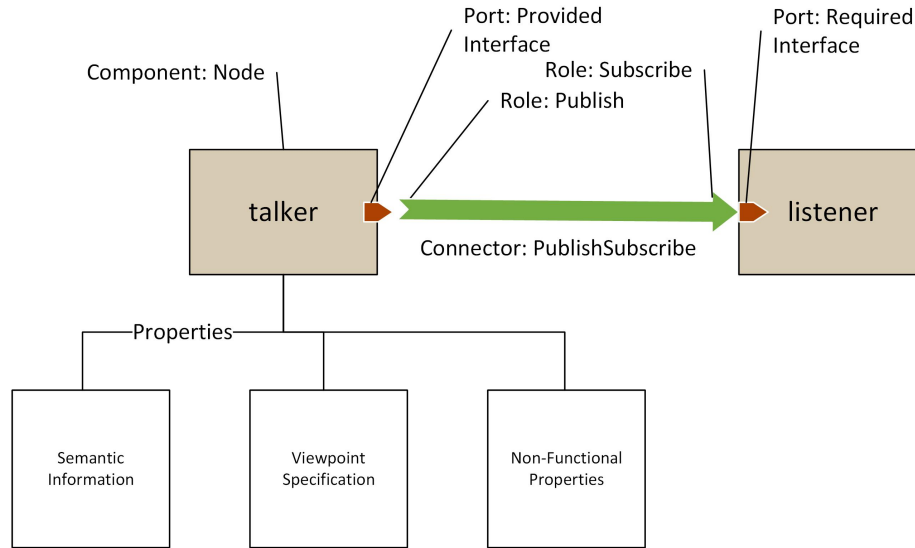 Port: Provided
Interface
Port: Required
Interface
Component: Node
Role: Subscribe
Role: Publish
talker
listener
Connector: PublishSubscribe
Properties
Semantic
Information
Viewpoint
Specification
Non-Functional
Properties